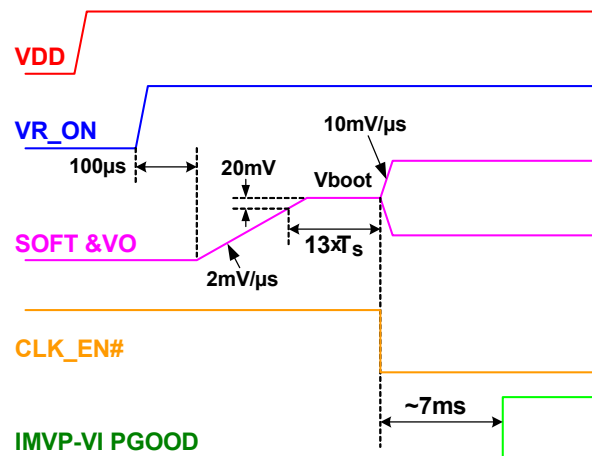 VDD
VR_ON
10mV/µs
100µs
20mV
Vboot
SOFT &VO
13xTs
2mV/µs
CLK_EN#
~7ms
IMVP-VI PGOOD